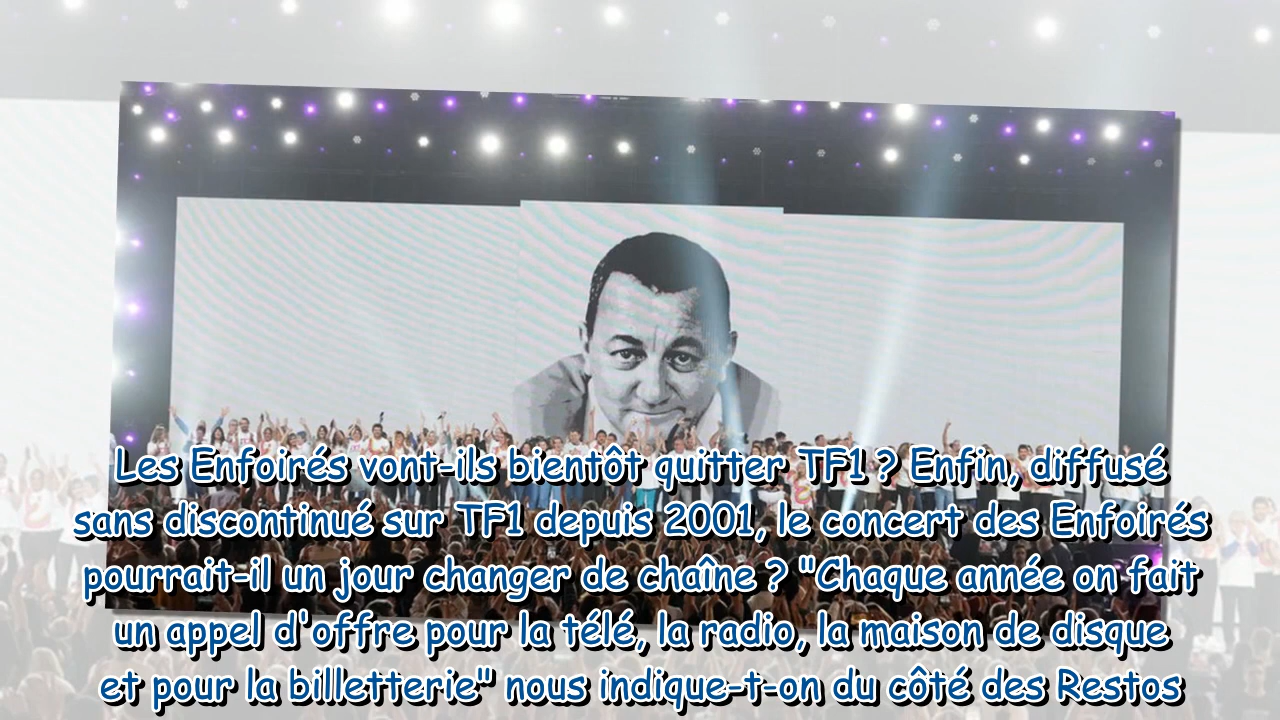 Les Enfoirés vont-ils bientôt quitter TF1 ? Enfin, diffusé
sans discontinué sur TF1 depuis 2001, le concert des Enfoirés
pourrait-il un jour changer de chaîne ? "Chaque année on fait
un appel d'offre pour la télé, la radio, la maison de disque
et pour la billetterie" nous indique-t-on du côté des Restos